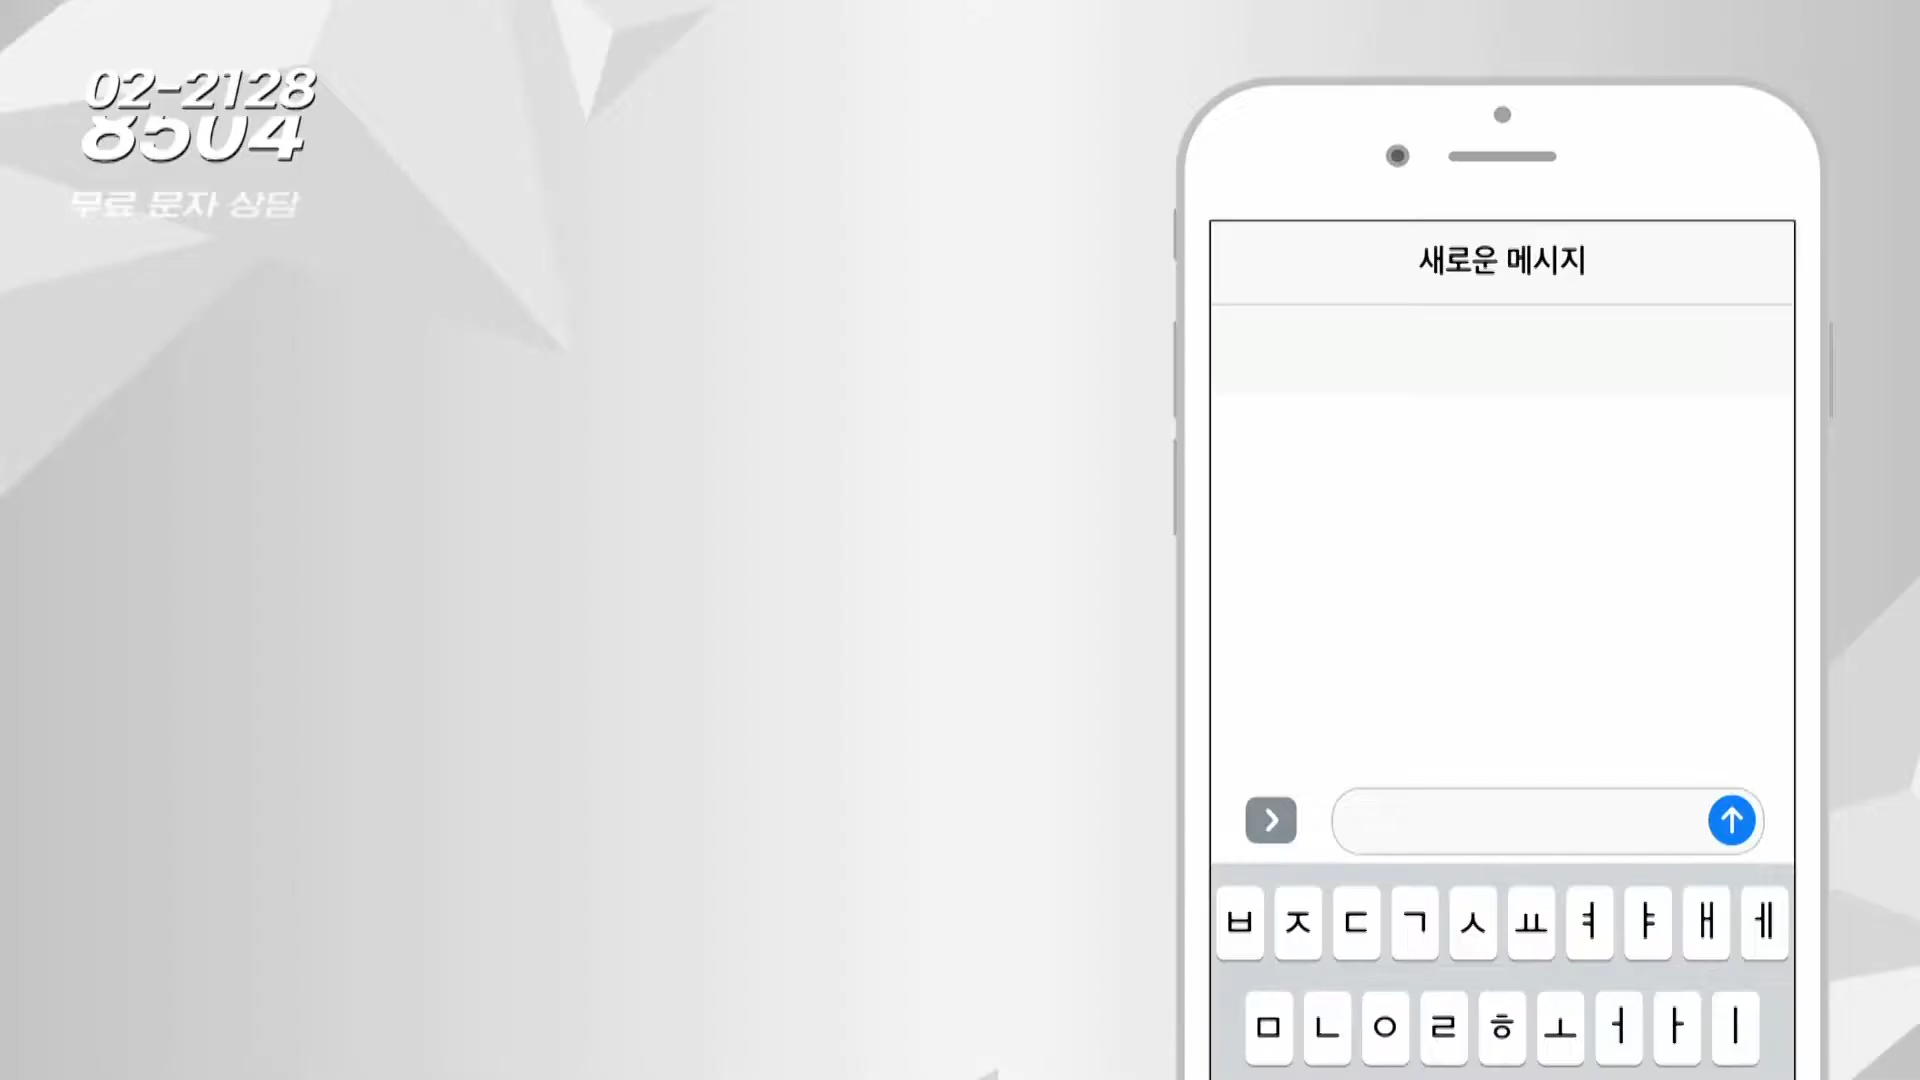 02-2128
8504
무료 문자 상담
새로운 메시지
ㅂ ㅈ ㄷ ㄱ ㅅ ㅛ ㅕ ㅑ ㅐ ㅔ
ㅁ ㄴ ㅇ ㄹ ㅎ ㅗ ㅓ ㅏ ㅣ